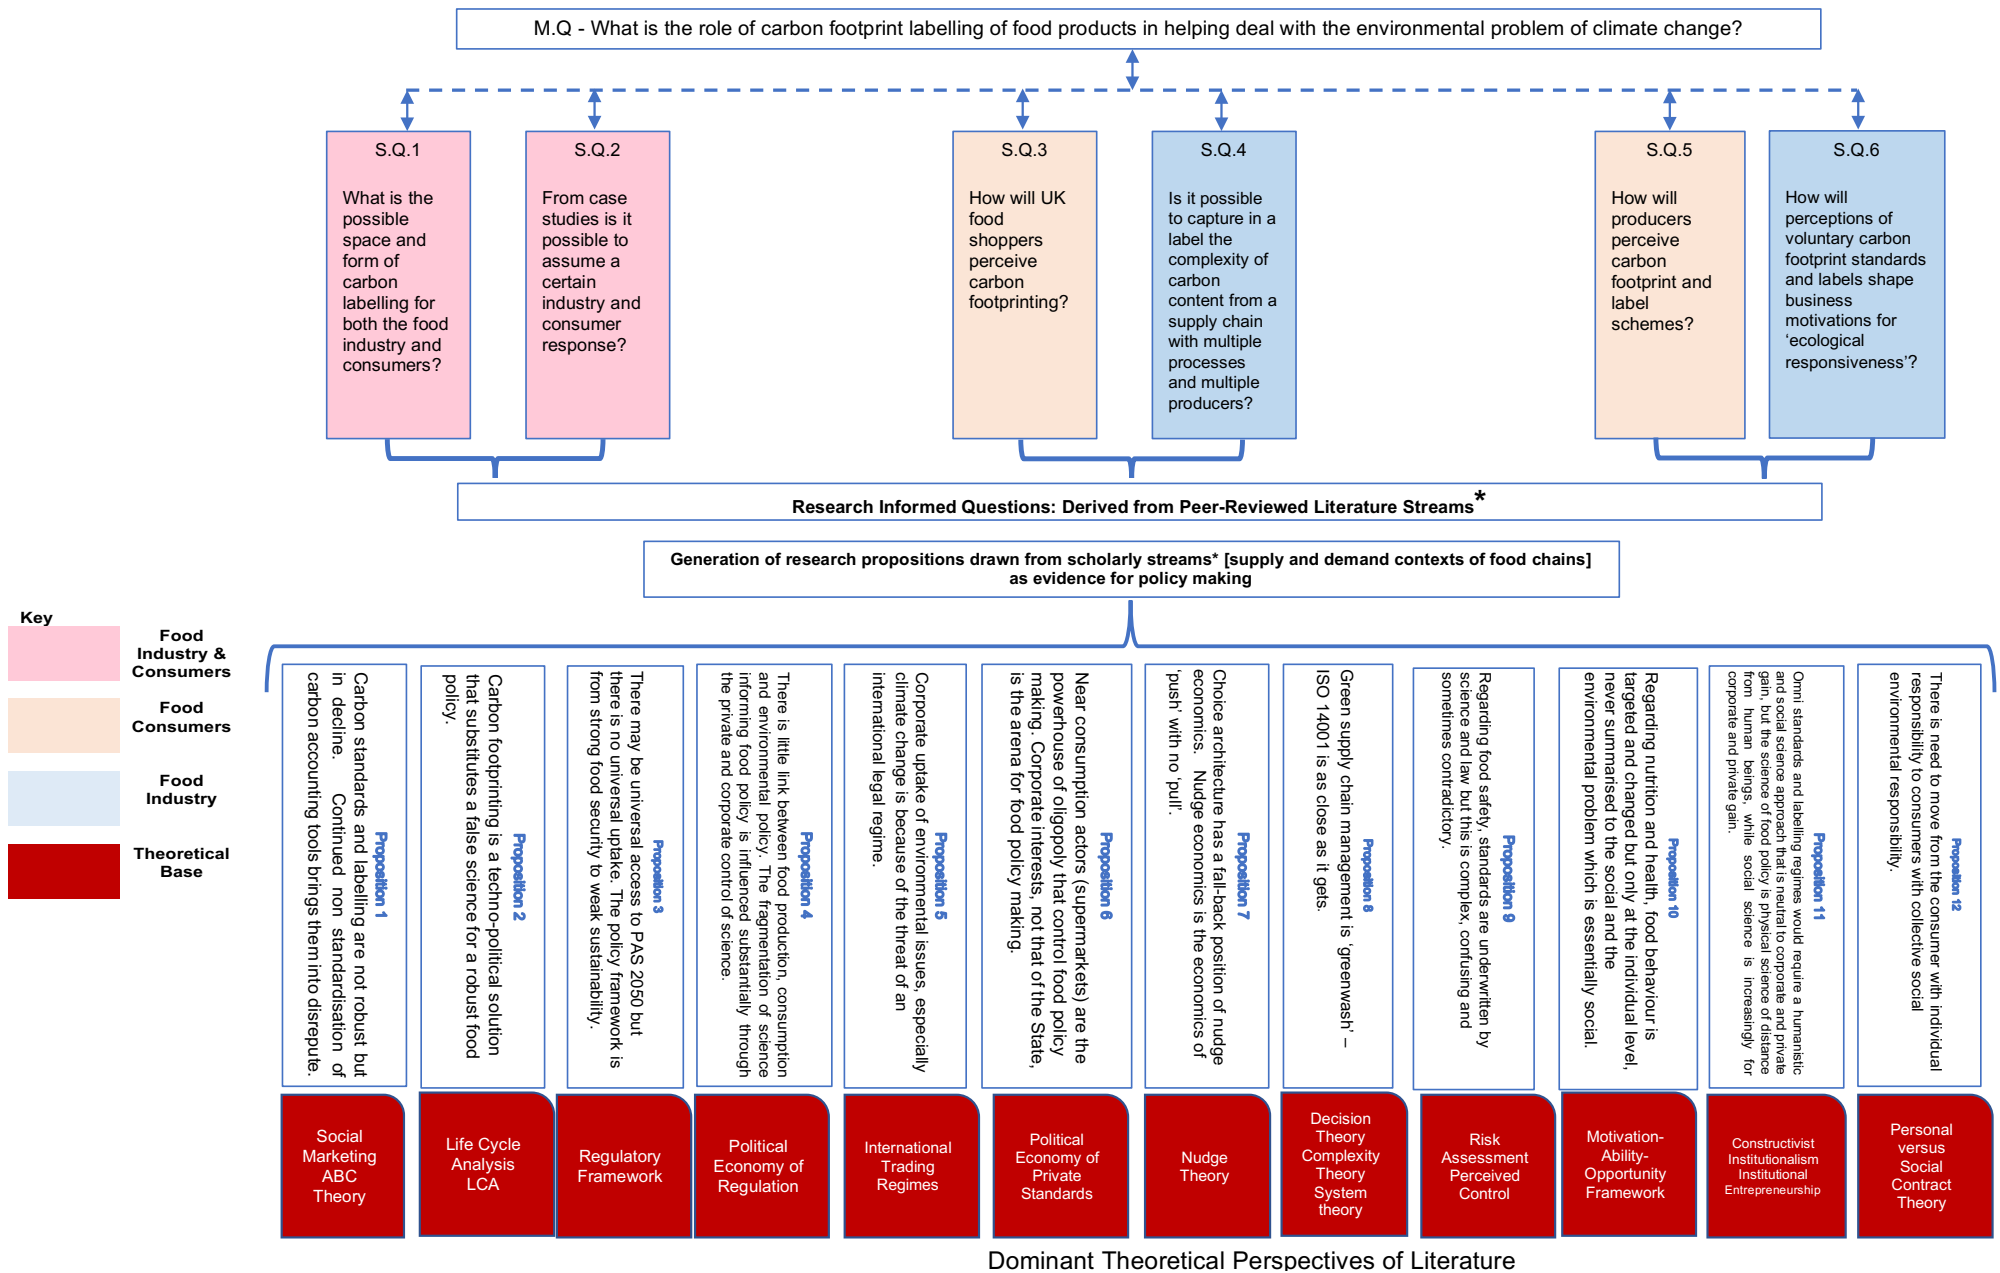 M.Q - What is the role of carbon footprint labelling of food products in helping deal with the environmental problem of climate change?
S.Q.1
What is the
possible
space and
form of
carbon
labelling for
both the food
industry and
consumers?
S.Q.2
From case
studies is it
possible to
assume a
certain
industry and
consumer
response?
S.Q.3
How will UK
food
shoppers
perceive
carbon
footprinting?
S.Q.4
Is it possible
to capture in a
label the
complexity of
carbon
content from a
supply chain
with multiple
processes
and multiple
producers?
S.Q.5
How will
producers
perceive
carbon
footprint and
label
schemes?
S.Q.6
How will
perceptions of
voluntary carbon
footprint standards
and labels shape
business
motivations for
‘ecological
responsiveness’?
Research Informed Questions: Derived from Peer-Reviewed Literature Streams*
Generation of research propositions drawn from scholarly streams* [supply and demand contexts of food chains]
as evidence for policy making
Key
Food
Industry &
Consumers
Food
Consumers
Food
Industry
Theoretical
Base
Proposition 1
Carbon standards and labelling are not robust but
in decline. Continued non standardisation of
carbon accounting tools brings them into disrepute.
Proposition 2
Carbon footprinting is a techno-political solution
that substitutes a false science for a robust food
policy.
Proposition 3
There may be universal access to PAS 2050 but
there is no universal uptake. The policy framework is
from strong food security to weak sustainability.
Proposition 4
There is little link between food production, consumption
and environmental policy. The fragmentation of science
informing food policy is influenced substantially through
the private and corporate control of science.
Proposition 5
Corporate uptake of environmental issues, especially
climate change is because of the threat of an
international legal regime.
Proposition 6
Near consumption actors (supermarkets) are the
powerhouse of oligopoly that control food policy
making. Corporate interests, not that of the State,
is the arena for food policy making.
Proposition 7
Choice architecture has a fall-back position of nudge
economics. Nudge economics is the economics of
‘push’ with no ‘pull’.
Proposition 8
Green supply chain management is ‘greenwash’ –
ISO 14001 is as close as it gets.
Proposition 9
Regarding food safety, standards are underwritten by
science and law but this is complex, confusing and
sometimes contradictory.
Proposition 10
Regarding nutrition and health, food behaviour is
targeted and changed but only at the individual level,
never summarised to the social and the
environmental problem which is essentially social.
Proposition 11
Omni standards and labelling regimes would require a humanistic
and social science approach that is neutral to corporate and private
gain, but the science of food policy is physical science of distance
from human beings, while social science is increasingly for
corporate and private gain.
Proposition 12
There is need to move from the consumer with individual
responsibility to consumers with collective social
environmental responsibility.
Social
Marketing
ABC
Theory
Life Cycle
Analysis
LCA
Regulatory
Framework
Political
Economy of
Regulation
International
Trading
Regimes
Political
Economy of
Private
Standards
Nudge
Theory
Decision
Theory
Complexity
Theory
System
theory
Risk
Assessment
Perceived
Control
Motivation-
Ability-
Opportunity
Framework
Constructivist
Institutionalism
Institutional
Entrepreneurship
Personal
versus
Social
Contract
Theory
Dominant Theoretical Perspectives of Literature